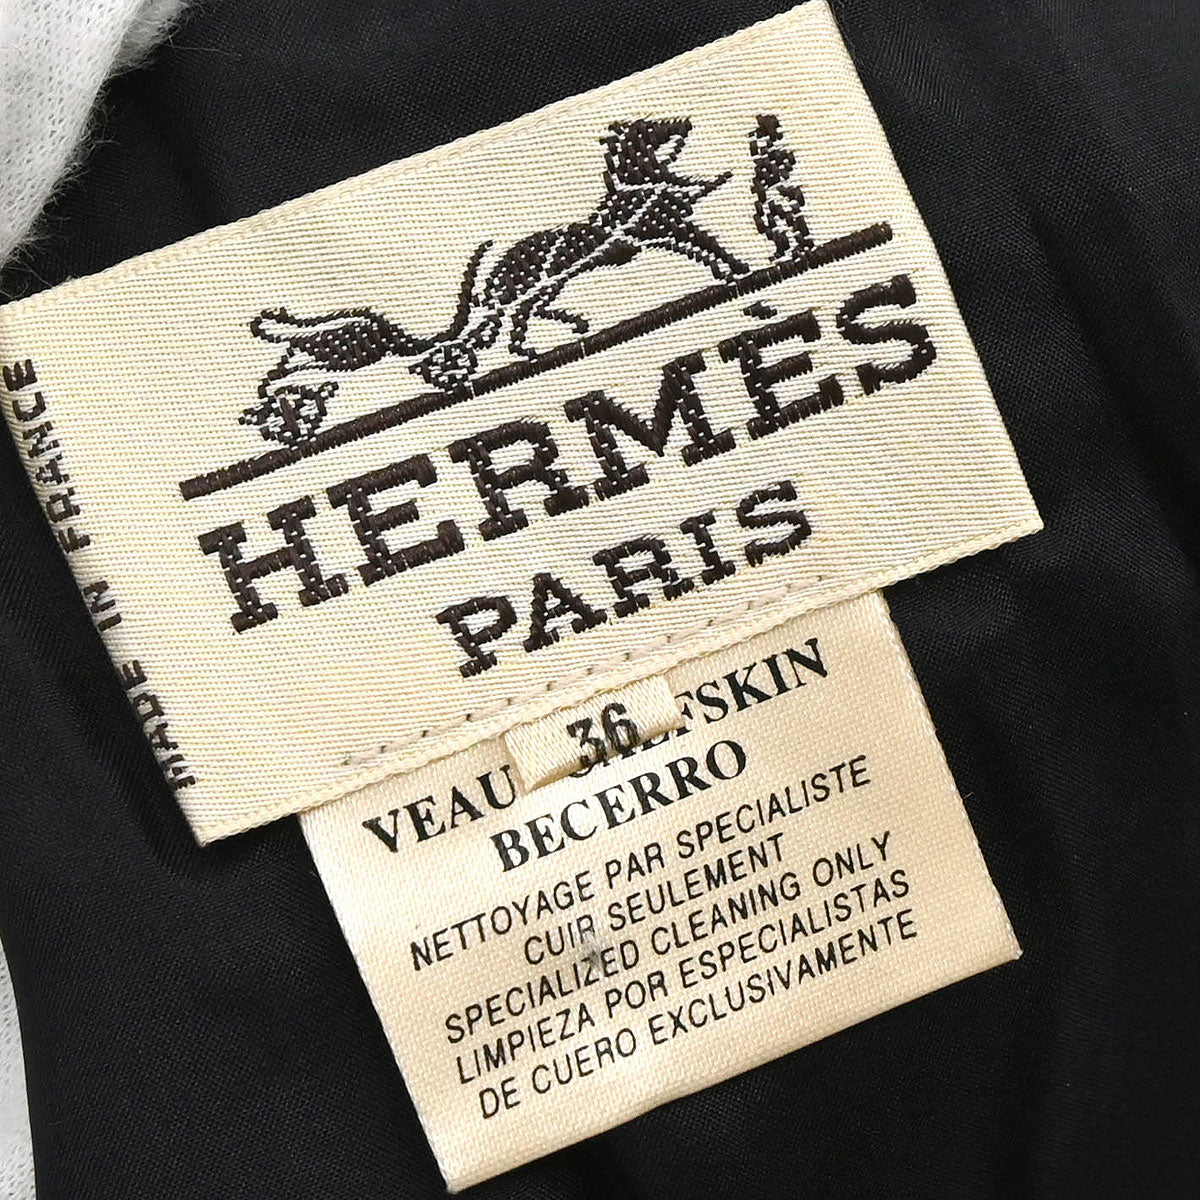 HERMÈS
PARIS
MADE IN FRANCE
36
VEAU FSKIN
BECERRO
NETTOYAGE PAR SPECIALISTE
CUIR SEULEMENT
SPECIALIZED CLEANING ONLY
LIMPIEZA POR ESPECIALISTAS
DE CUERO EXCLUSIVAMENTE